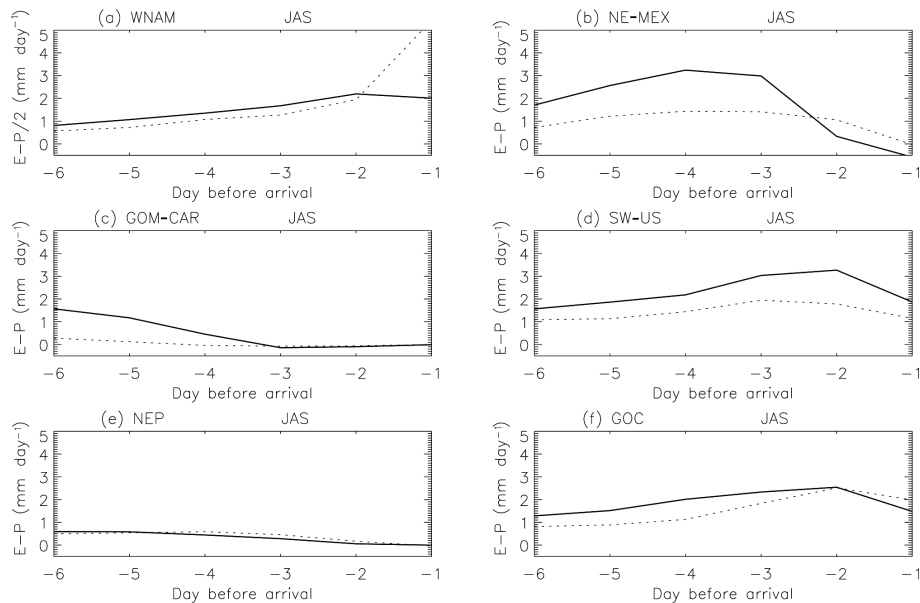 (a) WNAM JAS
5
4
3
2
1
0
E-P/2 (mm day⁻¹)
-6 -5 -4 -3 -2 -1
Day before arrival
(b) NE-MEX JAS
5
4
3
2
1
0
E-P (mm day⁻¹)
-6 -5 -4 -3 -2 -1
Day before arrival
(c) GOM-CAR JAS
5
4
3
2
1
0
E-P (mm day⁻¹)
-6 -5 -4 -3 -2 -1
Day before arrival
(d) SW-US JAS
5
4
3
2
1
0
E-P (mm day⁻¹)
-6 -5 -4 -3 -2 -1
Day before arrival
(e) NEP JAS
5
4
3
2
1
0
E-P (mm day⁻¹)
-6 -5 -4 -3 -2 -1
Day before arrival
(f) GOC JAS
5
4
3
2
1
0
E-P (mm day⁻¹)
-6 -5 -4 -3 -2 -1
Day before arrival